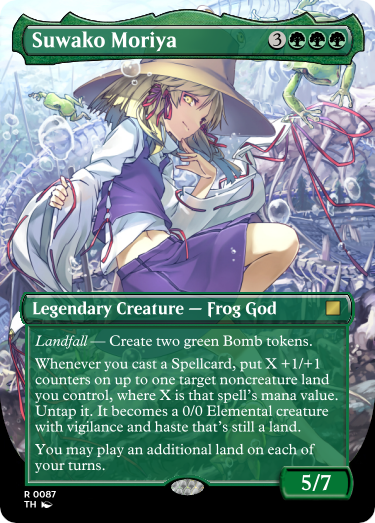 Suwako Moriya 3
Legendary Creature — Frog God
Landfall — Create two green Bomb tokens.
Whenever you cast a Spellcard, put X +1/+1
counters on up to one target noncreature land
you control, where X is that spell's mana value.
Untap it. It becomes a 0/0 Elemental creature
with vigilance and haste that's still a land.
You may play an additional land on each of
your turns.
5/7
R 0087
TH